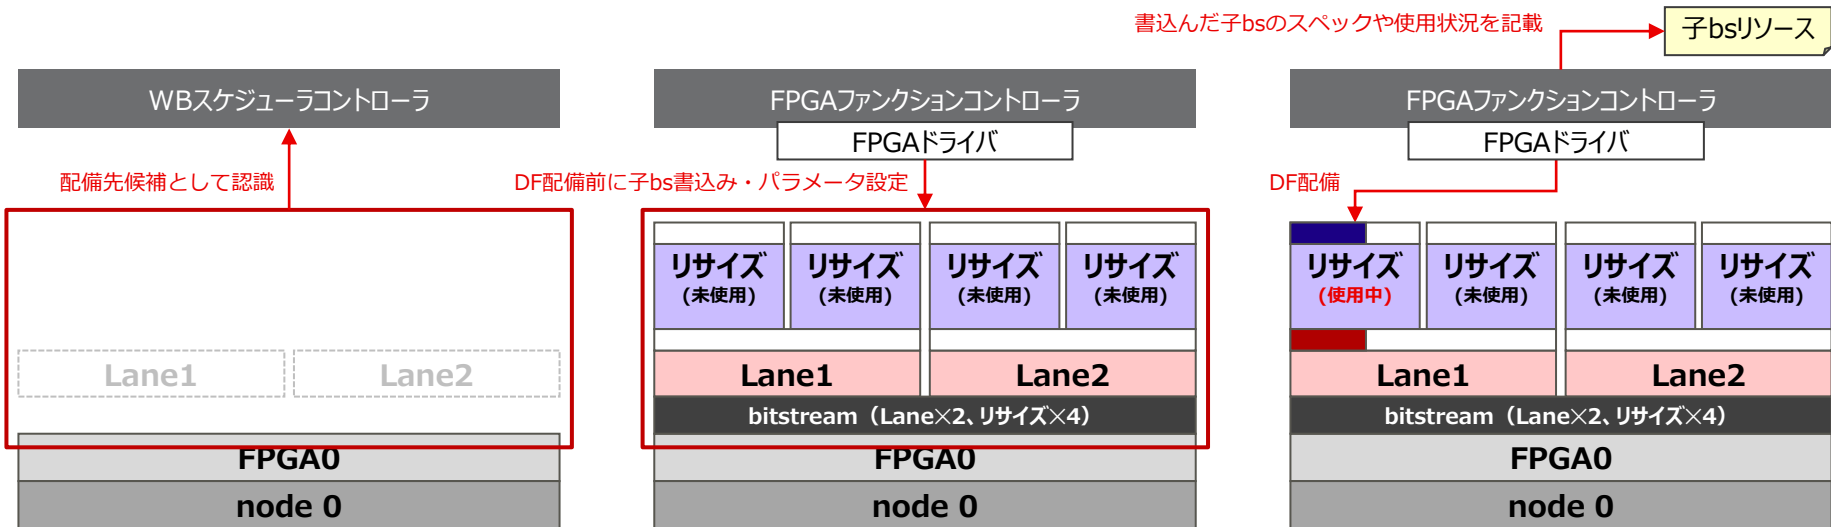 書込んだ子bsのスペックや使用状況を記載
子bsリソース
WBスケジューラコントローラ
配備先候補として認識
Lane1
Lane2
FPGA0
node 0
FPGAファンクションコントローラ
FPGAドライバ
DF配備前に子bs書込み・パラメータ設定
リサイズ
(未使用)
リサイズ
(未使用)
リサイズ
(未使用)
リサイズ
(未使用)
Lane1
Lane2
bitstream（Lane×2、リサイズ×4）
FPGA0
node 0
FPGAファンクションコントローラ
FPGAドライバ
DF配備
リサイズ
(使用中)
リサイズ
(未使用)
リサイズ
(未使用)
リサイズ
(未使用)
Lane1
Lane2
bitstream（Lane×2、リサイズ×4）
FPGA0
node 0